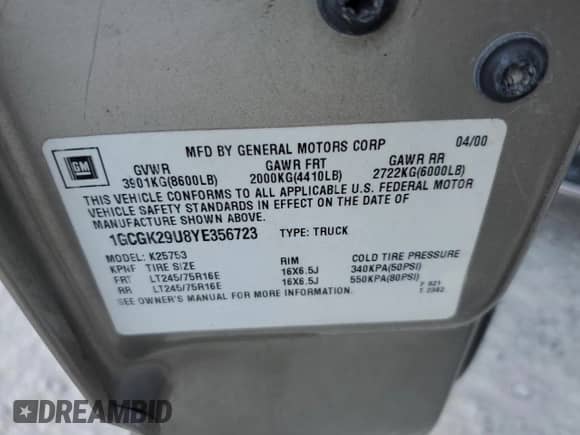 GM
MFD BY GENERAL MOTORS CORP 04/00
GVWR GAWR FRT GAWR RR
3901KG(8600LB) 2000KG(4410LB) 2722KG(6000LB)
THIS VEHICLE CONFORMS TO ALL APPLICABLE U.S. FEDERAL MOTOR
VEHICLE SAFETY STANDARDS IN EFFECT ON THE DATE OF
MANUFACTURE SHOWN ABOVE.
1GCGK29U8YE356723 TYPE: TRUCK
MODEL: K25753
KPNF TIRE SIZE RIM COLD TIRE PRESSURE
FRT LT245/75R16E 16X6.5J 340KPA(50PSI)
RR LT245/75R16E 16X6.5J 550KPA(80PSI)
SEE OWNER'S MANUAL FOR MORE INFORMATION.
DREAMBID